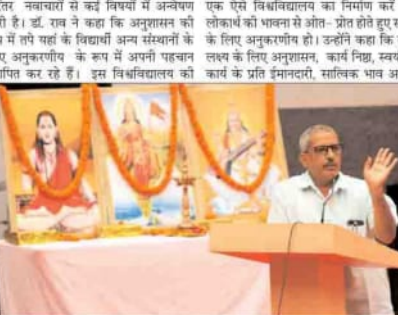 नवाचारों से कई विषयों में अन्वेषण
री है। डॉ. राव ने कहा कि अनुशासन की
में तपे यहां के विद्यार्थी अन्य संस्थानों के
अनुकरणीय के रूप में अपनी पहचान
पित कर रहे हैं। इस विश्वविद्यालय की
एक ऐसे विश्वविद्यालय का निर्माण करें
लोकार्थ की भावना से ओत- प्रोत होते हुए स
के लिए अनुकरणीय हो। उन्होंने कहा कि
लक्ष्य के लिए अनुशासन, कार्य निष्ठा, स्वय
कार्य के प्रति ईमानदारी, सात्विक भाव अ